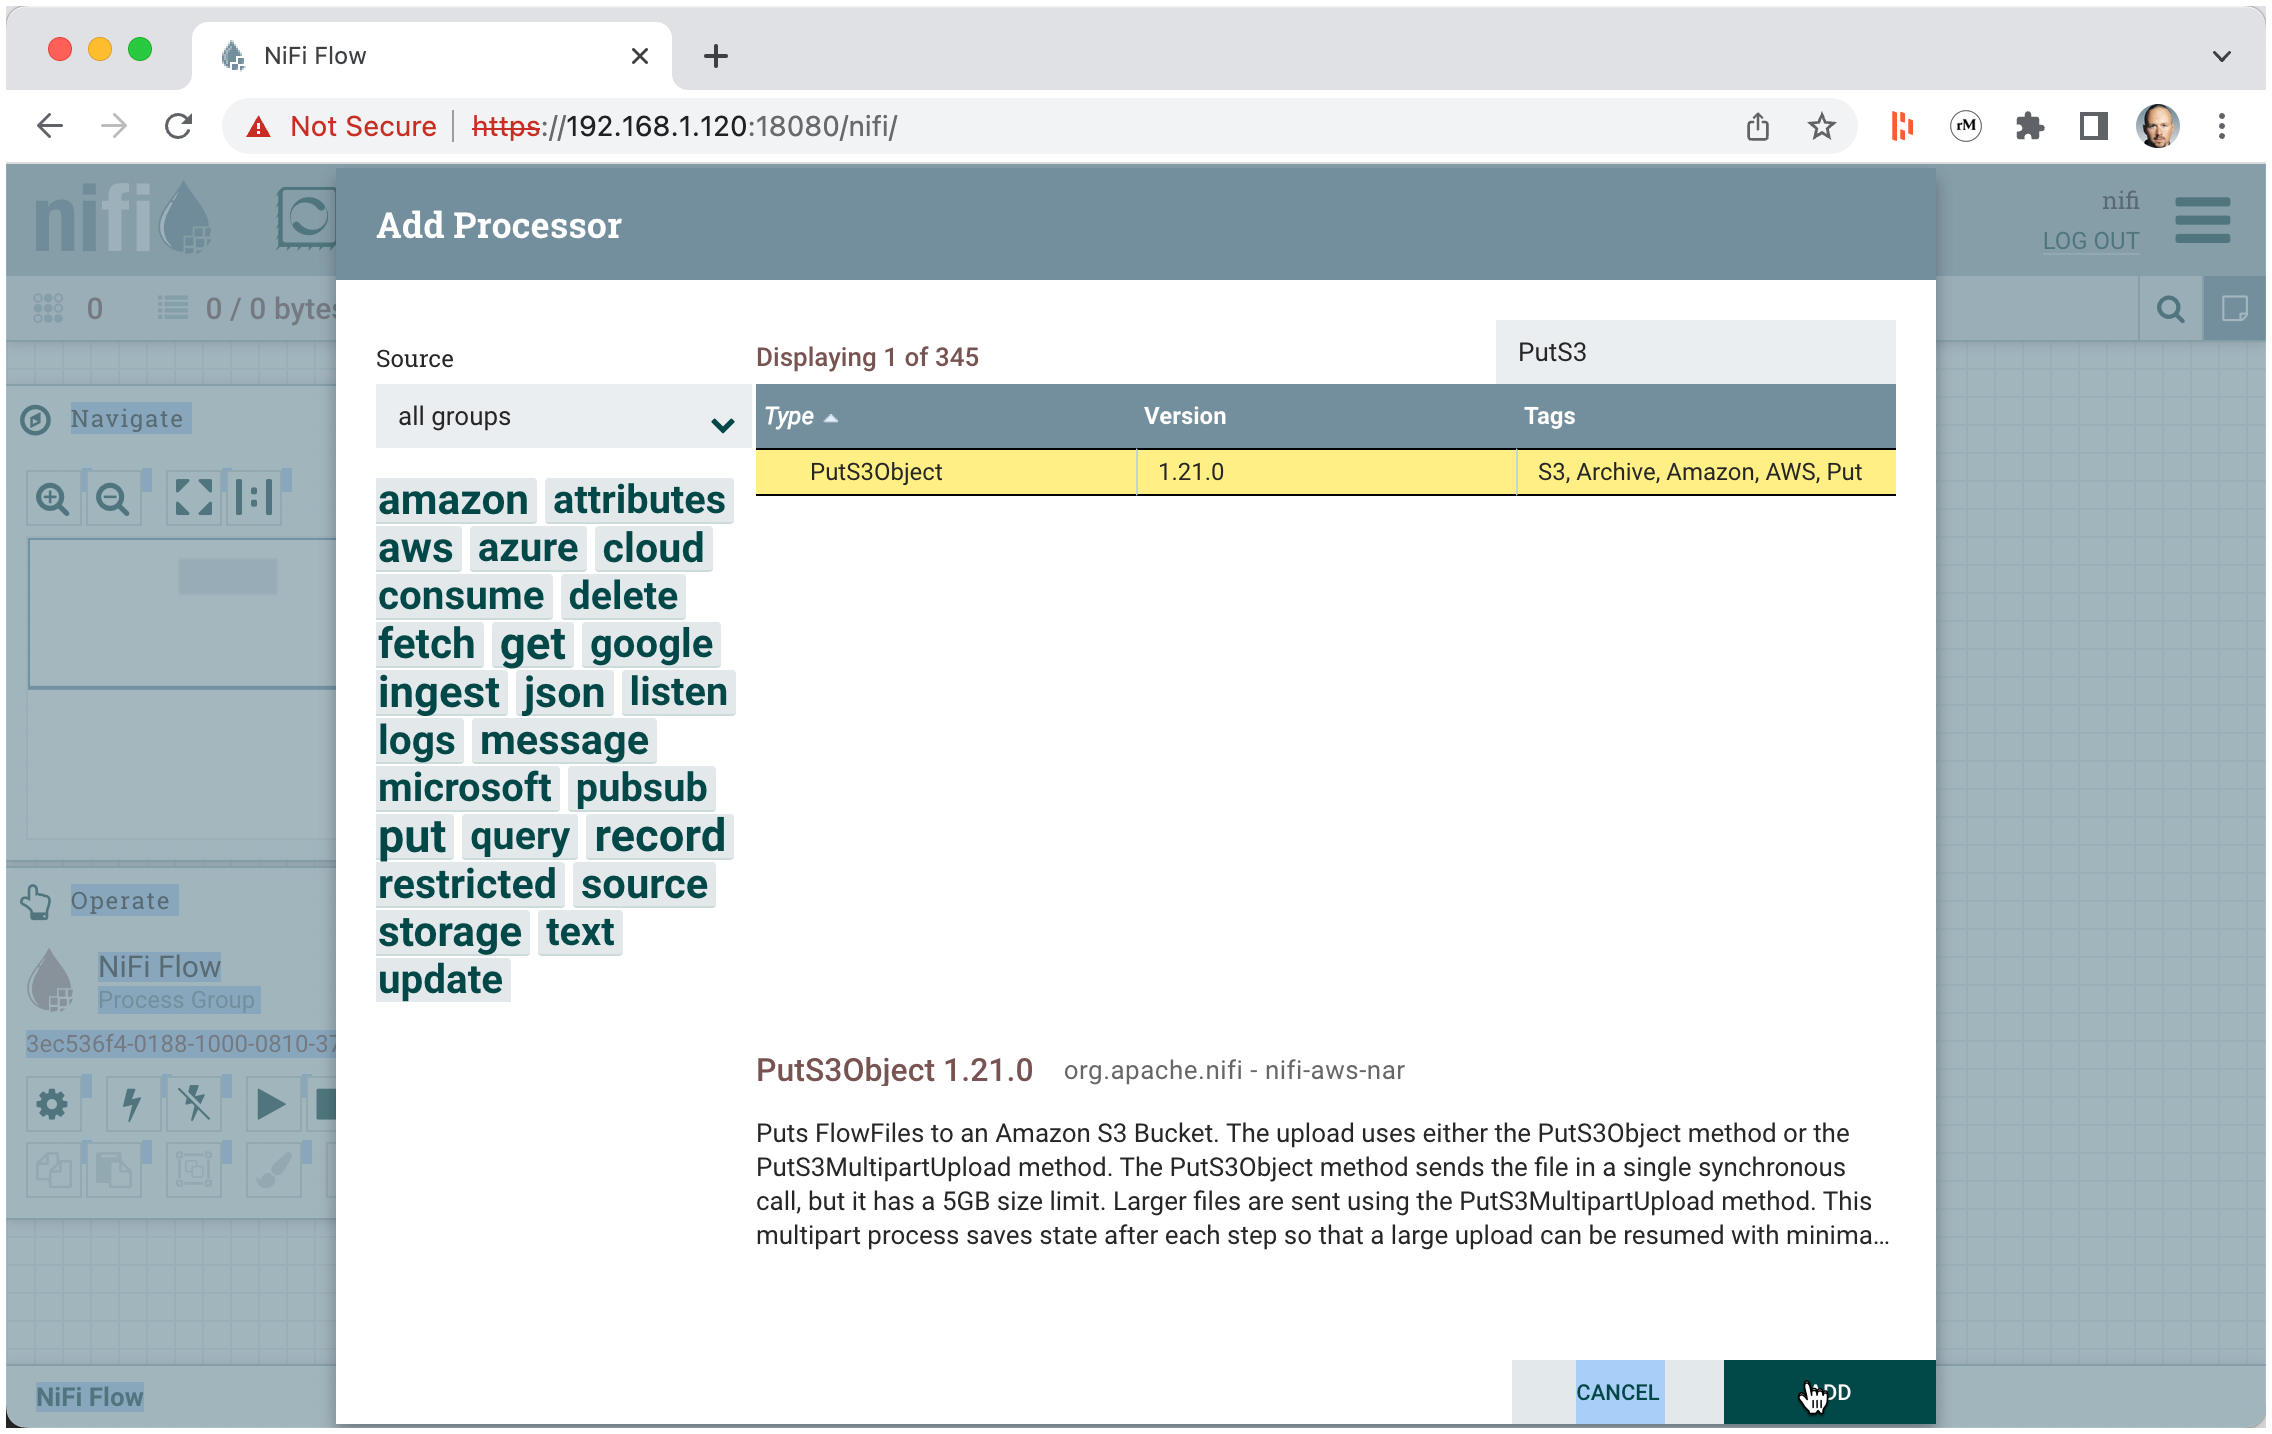 NiFi Flow
Not Secure https://192.168.1.120:18080/nifi/
rM
nifi
nifi
LOG OUT
Add Processor
0
0 / 0 bytes
Source
Displaying 1 of 345
PutS3
all groups
Type Version Tags
PutS3Object 1.21.0 S3, Archive, Amazon, AWS, Put
Navigate
amazon attributes
aws azure cloud
consume delete
fetch get google
ingest json listen
logs message
microsoft pubsub
put query record
restricted source
storage text
update
Operate
NiFi Flow
Process Group
3ec536f4-0188-1000-0810-37
PutS3Object 1.21.0 org.apache.nifi - nifi-aws-nar
Puts FlowFiles to an Amazon S3 Bucket. The upload uses either the PutS3Object method or the
PutS3MultipartUpload method. The PutS3Object method sends the file in a single synchronous
call, but it has a 5GB size limit. Larger files are sent using the PutS3MultipartUpload method. This
multipart process saves state after each step so that a large upload can be resumed with minima...
NiFi Flow
CANCEL
ADD